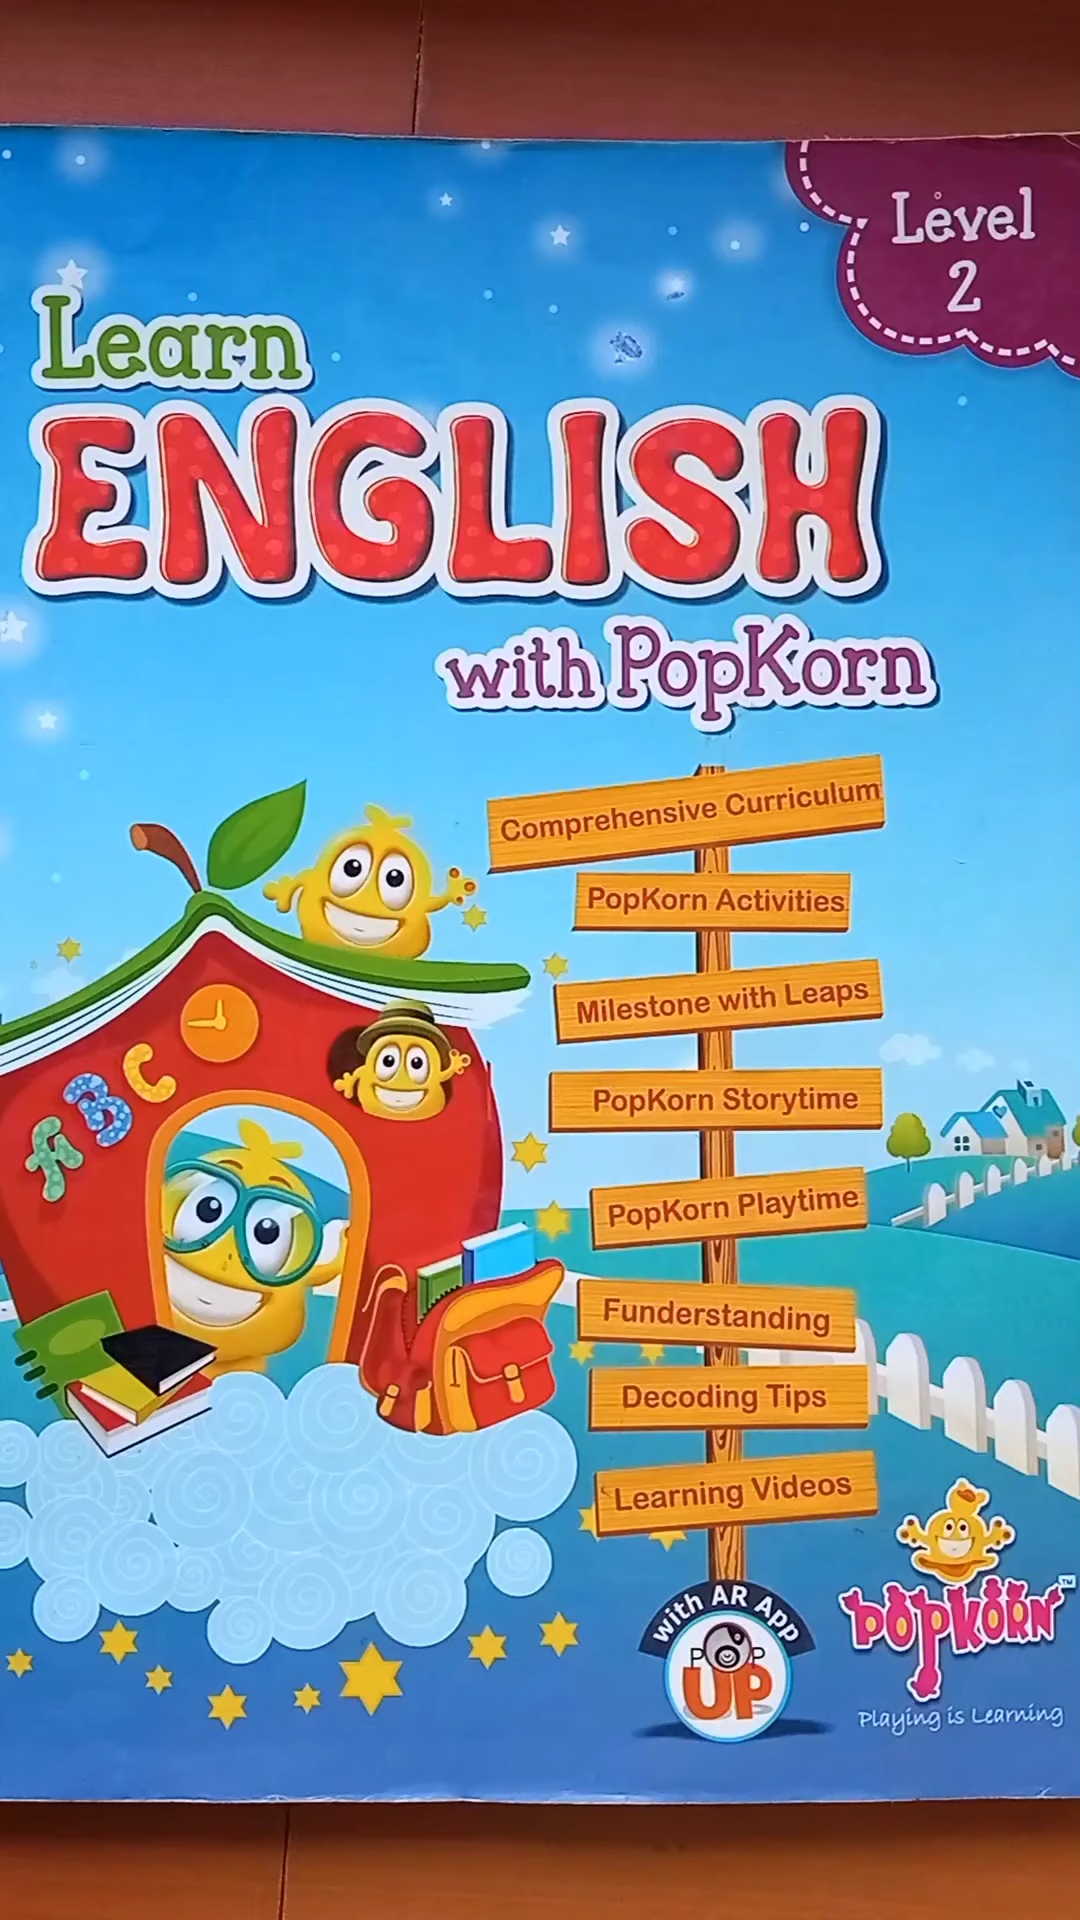 Level
2
Learn
ENGLISH
with PopKorn
Comprehensive Curriculum
PopKorn Activities
Milestone with Leaps
PopKorn Storytime
PopKorn Playtime
Funderstanding
Decoding Tips
Learning Videos
ABC
with AR App
POP
UP
POPKORN™
Playing is Learning